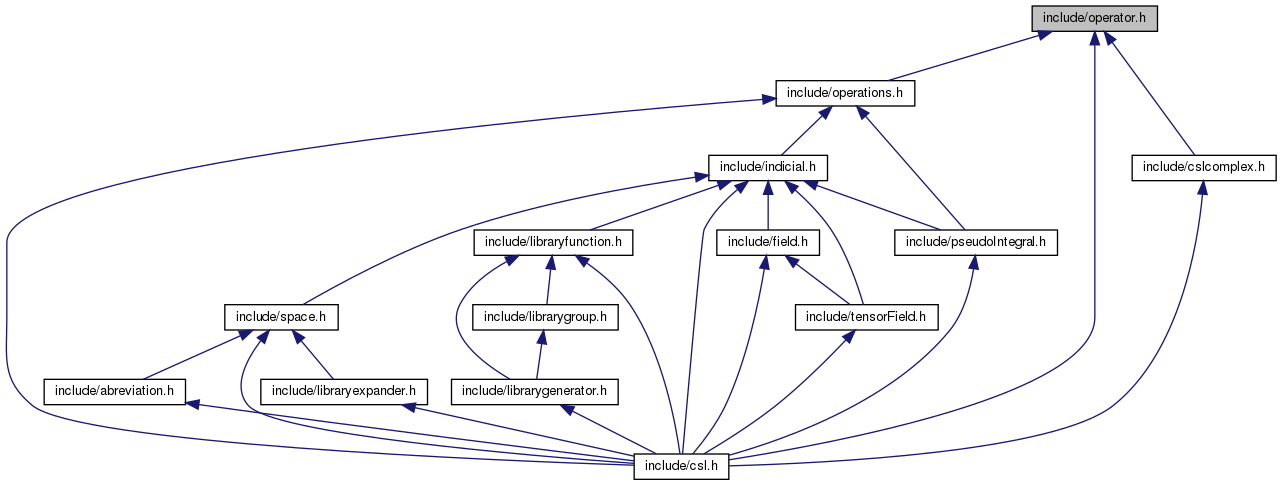 include/operator.h
include/operations.h
include/indicial.h
include/cslcomplex.h
include/libraryfunction.h
include/field.h
include/pseudoIntegral.h
include/space.h
include/librarygroup.h
include/tensorField.h
include/abreviation.h
include/libraryexpander.h
include/librarygenerator.h
include/csl.h